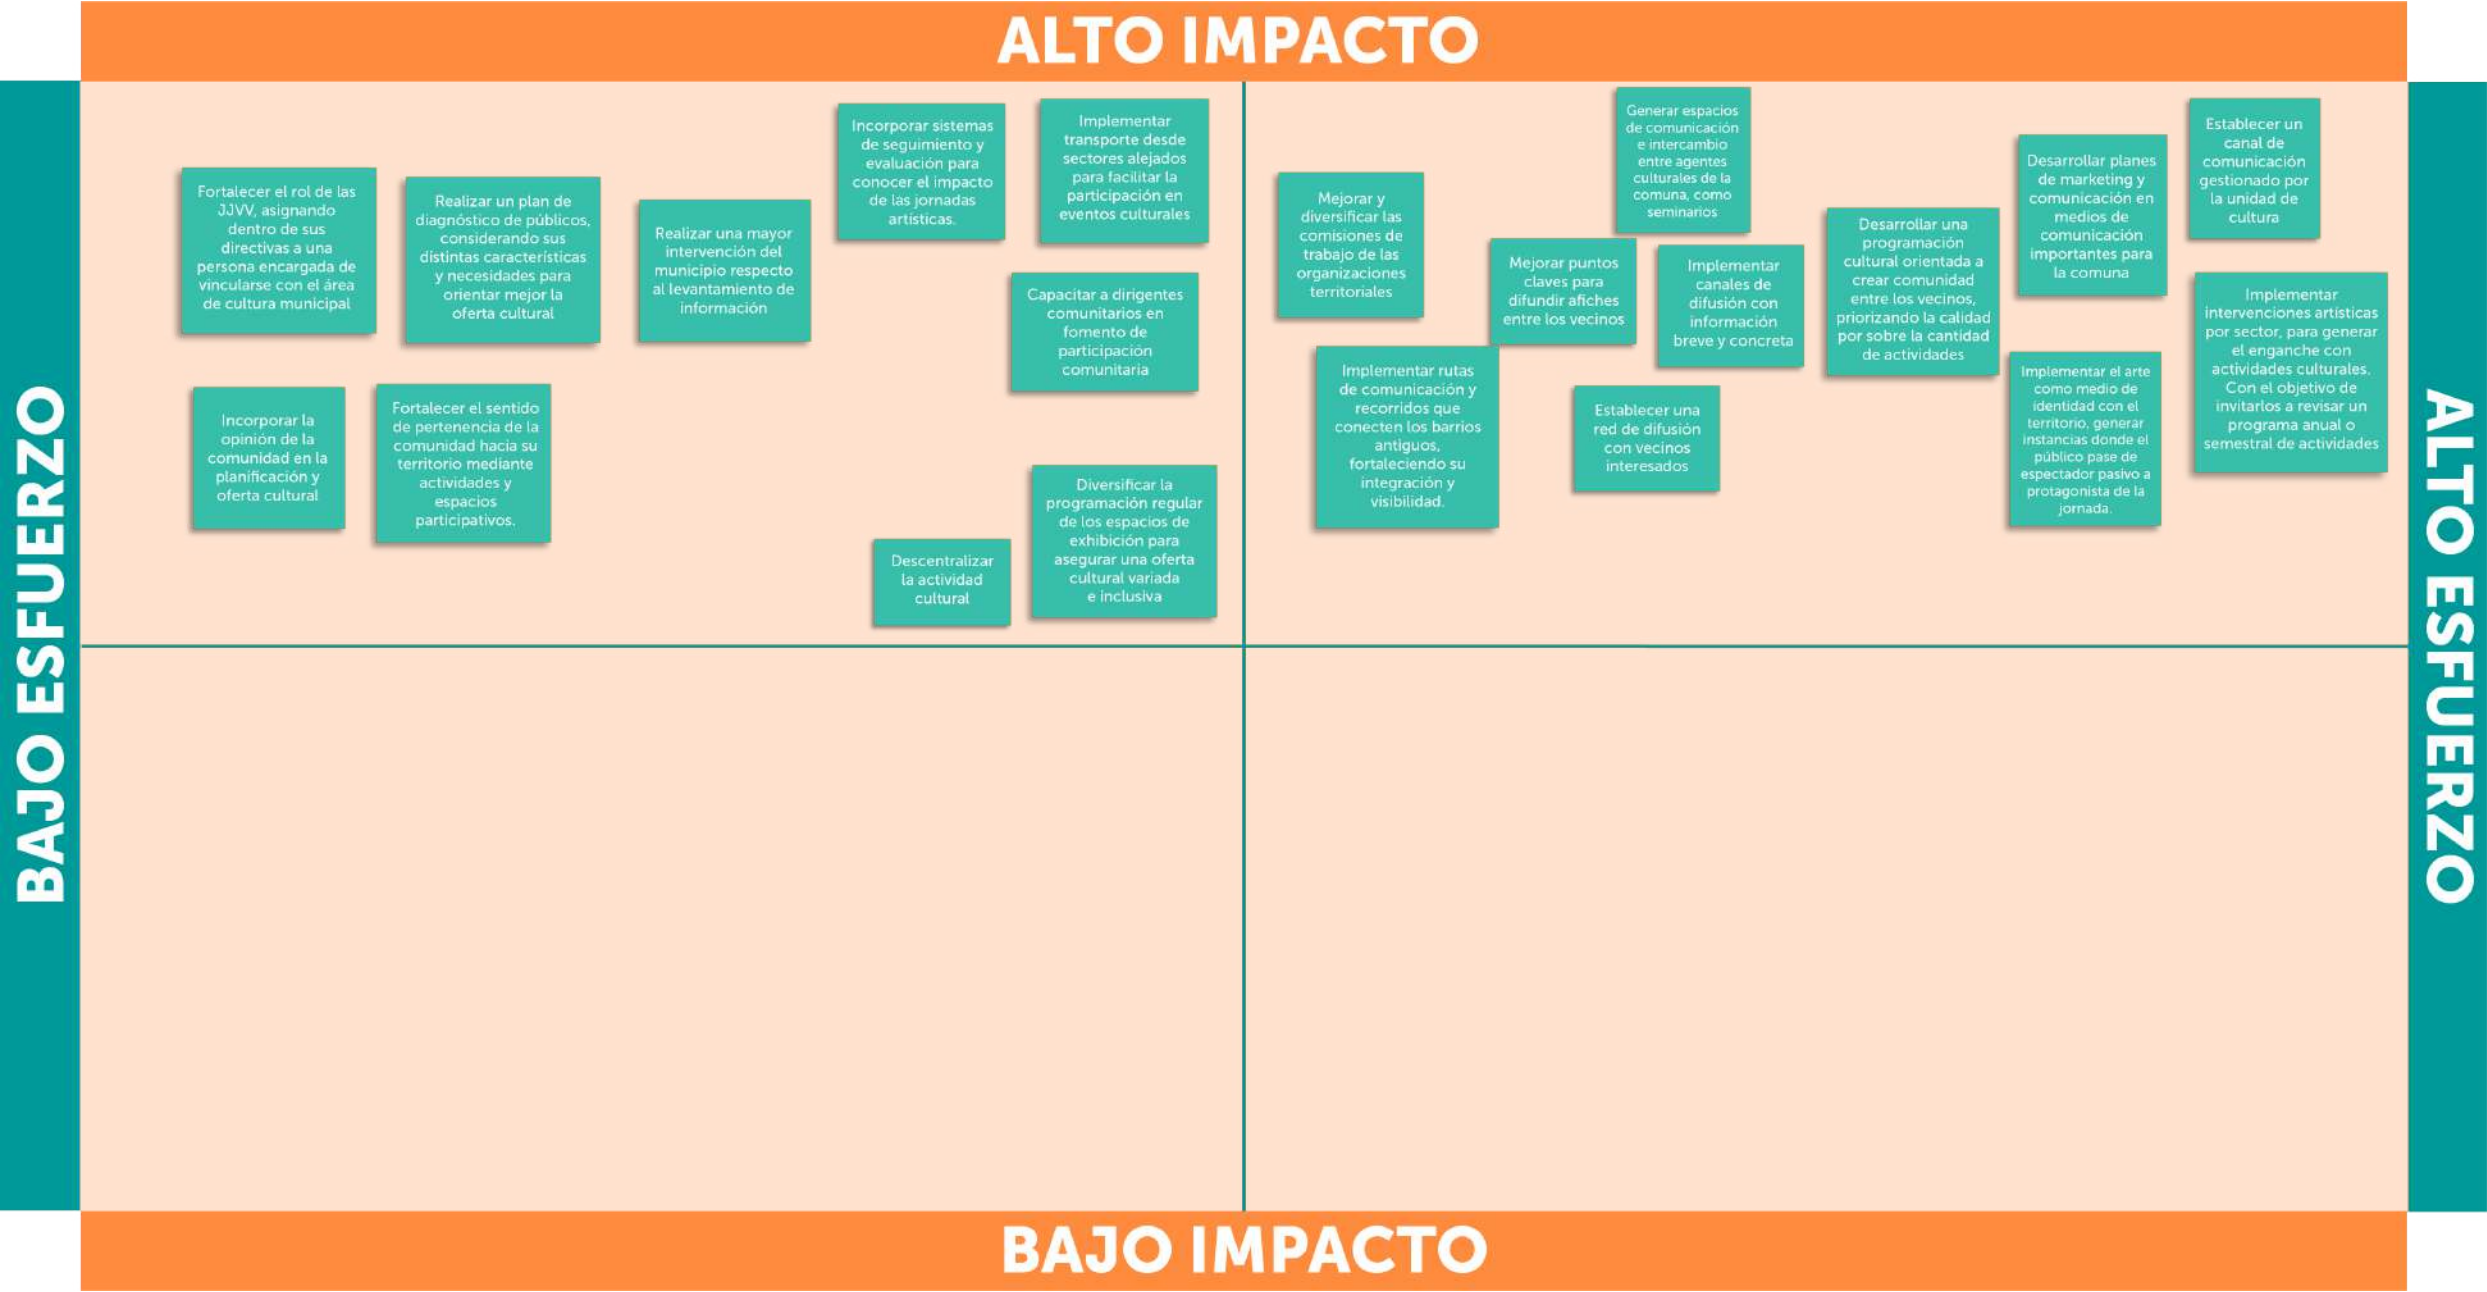 ALTO IMPACTO
BAJO ESFUERZO
Fortalecer el rol de las
JJVV, asignando
dentro de sus
directivas a una
persona encargada de
vincularse con el área
de cultura municipal
Realizar un plan de
diagnóstico de públicos,
considerando sus
distintas características
y necesidades para
orientar mejor la
oferta cultural
Realizar una mayor
intervención del
municipio respecto
al levantamiento de
información
Incorporar sistemas
de seguimiento y
evaluación para
conocer el impacto
de las jornadas
artísticas.
Implementar
transporte desde
sectores alejados
para facilitar la
participación en
eventos culturales
Capacitar a dirigentes
comunitarios en
fomento de
participación
comunitaria
Incorporar la
opinión de la
comunidad en la
planificación y
oferta cultural
Fortalecer el sentido
de pertenencia de la
comunidad hacia su
territorio mediante
actividades y
espacios
participativos.
Descentralizar
la actividad
cultural
Diversificar la
programación regular
de los espacios de
exhibición para
asegurar una oferta
cultural variada
e inclusiva
Mejorar y
diversificar las
comisiones de
trabajo de las
organizaciones
territoriales
Generar espacios
de comunicación
e intercambio
entre agentes
culturales de la
comuna, como
seminarios
Mejorar puntos
claves para
difundir afiches
entre los vecinos
Implementar
canales de
difusión con
información
breve y concreta
Implementar rutas
de comunicación y
recorridos que
conecten los barrios
antiguos,
fortaleciendo su
integración y
visibilidad.
Establecer una
red de difusión
con vecinos
interesados
Desarrollar una
programación
cultural orientada a
crear comunidad
entre los vecinos,
priorizando la calidad
por sobre la cantidad
de actividades
Desarrollar planes
de marketing y
comunicación en
medios de
comunicación
importantes para
la comuna
Establecer un
canal de
comunicación
gestionado por
la unidad de
cultura
Implementar el arte
como medio de
identidad con el
territorio, generar
instancias donde el
público pase de
espectador pasivo a
protagonista de la
jornada.
Implementar
intervenciones artísticas
por sector, para generar
el enganche con
actividades culturales.
Con el objetivo de
invitarlos a revisar un
programa anual o
semestral de actividades
ALTO ESFUERZO
BAJO IMPACTO